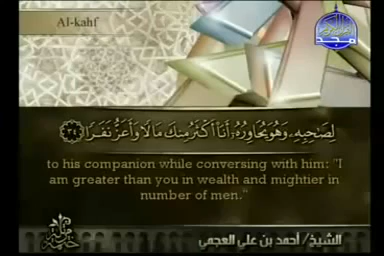 Al-kahf
لِصَٰحِبِهِۦ وَهُوَ يُحَاوِرُهُۥٓ أَنَا۠ أَكْثَرُ مِنكَ مَالًا وَأَعَزُّ نَفَرًا ٣٤
to his companion while conversing with him: "I
am greater than you in wealth and mightier in
number of men."
الشيخ/ أحمد بن علي العجمي